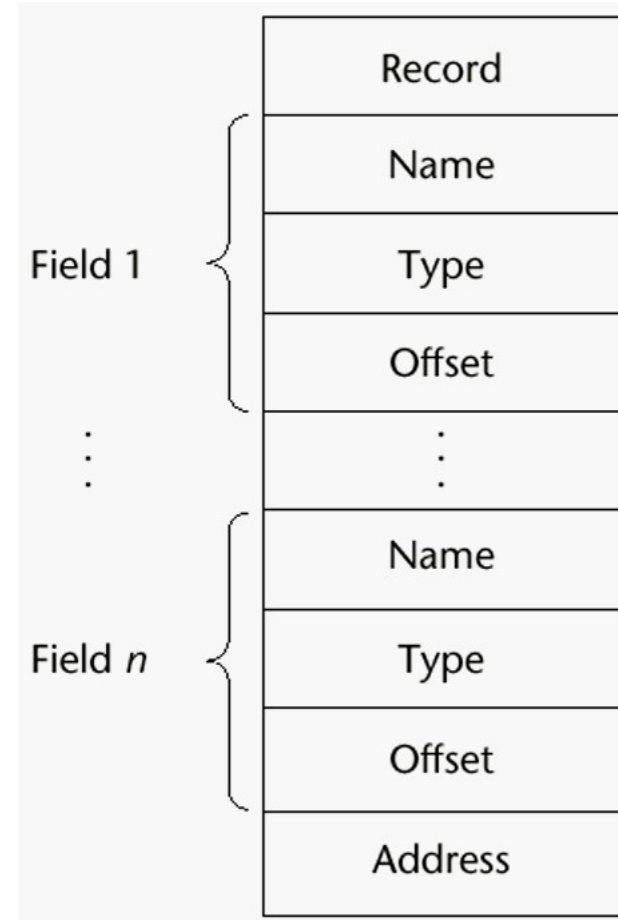 Record
Name
Field 1
Type
Offset
⋮ ⋮
Name
Field n
Type
Offset
Address